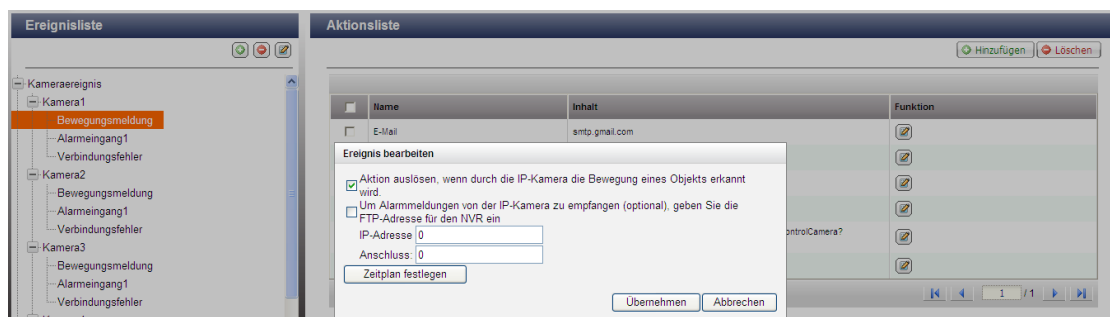 Ereignisliste
Aktionsliste
Hinzufügen
Löschen
Kameraereignis
Kamera1
Bewegungsmeldung
Alarmeingang1
Verbindungsfehler
Kamera2
Bewegungsmeldung
Alarmeingang1
Verbindungsfehler
Kamera3
Bewegungsmeldung
Alarmeingang1
Verbindungsfehler
Name Inhalt Funktion
E-Mail smtp.gmail.com
Ereignis bearbeiten
Aktion auslösen, wenn durch die IP-Kamera die Bewegung eines Objekts erkannt
wird.
Um Alarmmeldungen von der IP-Kamera zu empfangen (optional), geben Sie die
FTP-Adresse für den NVR ein
IP-Adresse 0
Anschluss: 0
Zeitplan festlegen
Übernehmen Abbrechen
ontrolCamera?
1 /1